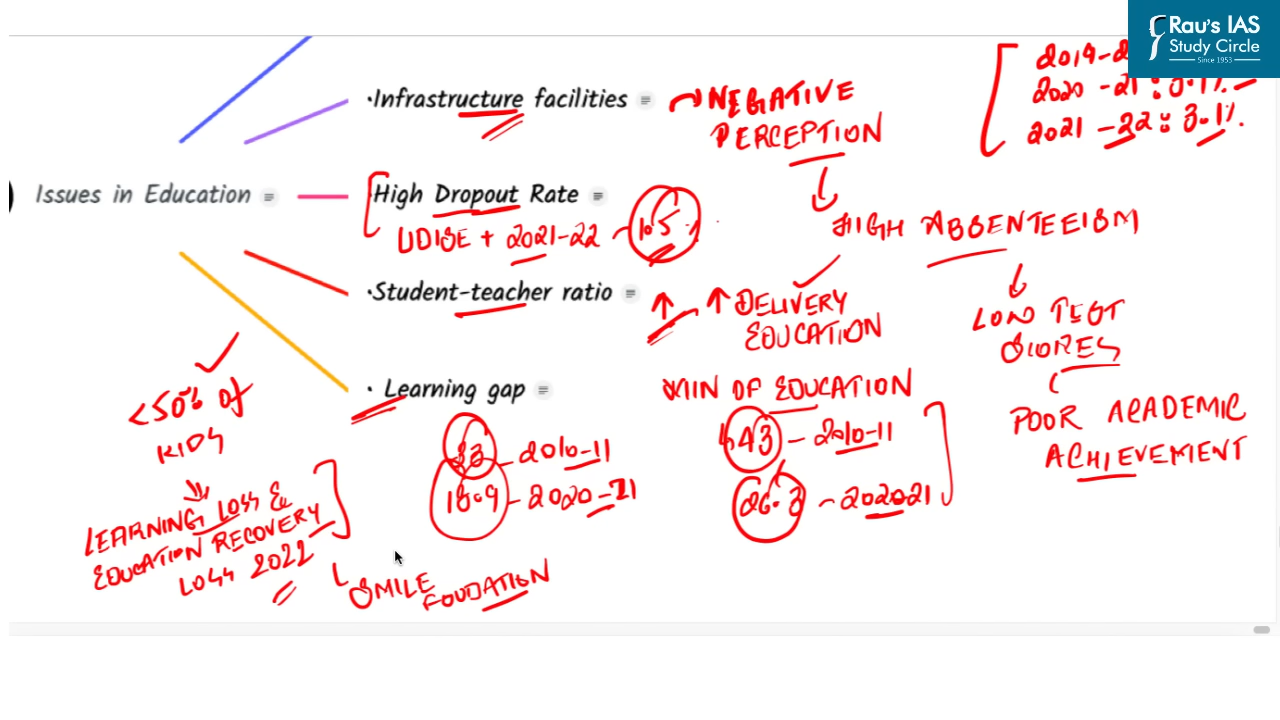 Rau's IAS
Study Circle
Since 1953
2020-21: 3.1%
2021-22: 3.1%.
•Infrastructure facilities
NEGATIVE
PERCEPTION
Issues in Education
High Dropout Rate
UDISE + 2021-22 -
HIGH ABSENTEEISM
•Student-teacher ratio
↑ ↑ DELIVERY
EDUCATION
LOW TEST
SCORES
• Learning gap
MIN OF EDUCATION
POOR ACADEMIC
ACHIEVEMENT
<50% of
KIDS
33 - 2010-11
18.9 - 2020-21
43 - 2010-11
26.3 - 2020-21
LEARNING LOSS &
EDUCATION RECOVERY
LOSS 2022
SMILE
FOUDATION